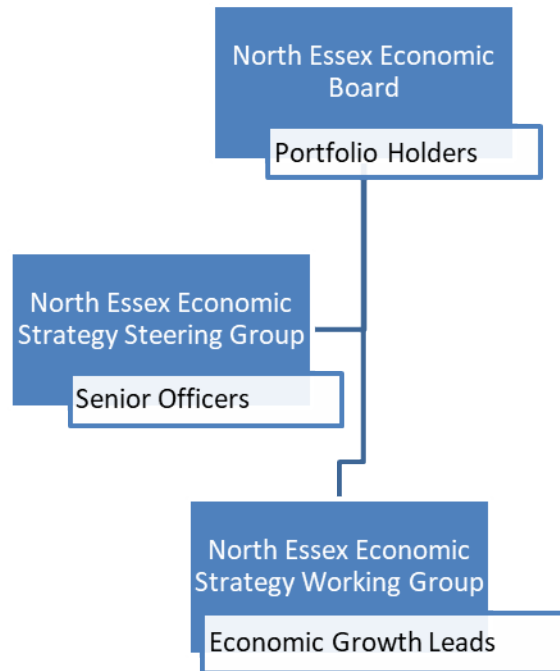 North Essex Economic
Board
Portfolio Holders
North Essex Economic
Strategy Steering Group
Senior Officers
North Essex Economic
Strategy Working Group
Economic Growth Leads